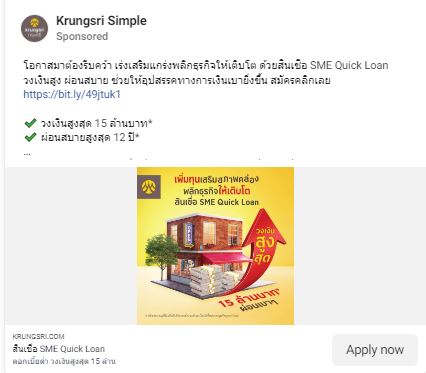 Krungsri Simple
Sponsored
โอกาสมาต้องรีบคว้า เร่งเสริมแกร่งพลิกธุรกิจให้เติบโต ด้วยสินเชื่อ SME Quick Loan
วงเงินสูง ผ่อนสบาย ช่วยให้อุปสรรคทางการเงินเบายิ่งขึ้น สมัครคลิกเลย
https://bit.ly/49jtuk1
✔ วงเงินสูงสุด 15 ล้านบาท*
✔ ผ่อนสบายสูงสุด 12 ปี*
...
กรุงศรี
เพิ่มทุนเสริมสภาพคล่อง
พลิกธุรกิจให้เติบโต
สินเชื่อ SME Quick Loan
วงเงิน
สูง
สุด
15 ล้านบาท*
ผ่อนเบาๆ
KRUNGSRI.COM
สินเชื่อ SME Quick Loan
ดอกเบี้ยต่ำ วงเงินสูงสุด 15 ล้าน
Apply now